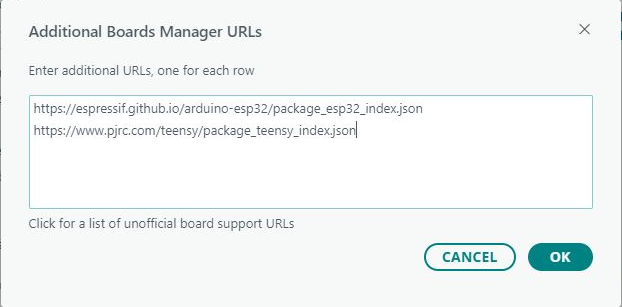 Additional Boards Manager URLs
Enter additional URLs, one for each row
https://espressif.github.io/arduino-esp32/package_esp32_index.json
https://www.pjrc.com/teensy/package_teensy_index.json
Click for a list of unofficial board support URLs
CANCEL OK